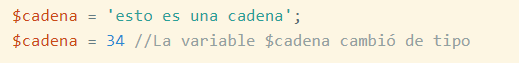 $cadena = 'esto es una cadena';
$cadena = 34 //La variable $cadena cambió de tipo